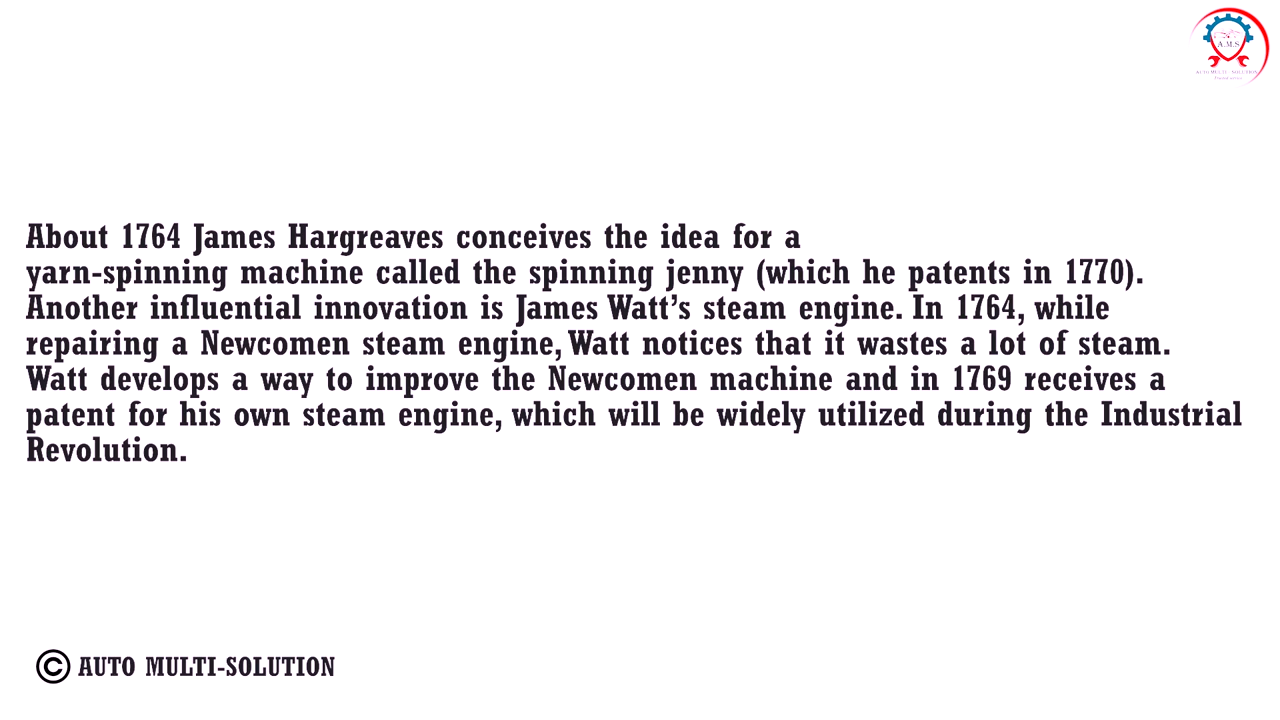 A.M.S
AUTO MULTI - SOLUTION
About 1764 James Hargreaves conceives the idea for a
yarn-spinning machine called the spinning jenny (which he patents in 1770).
Another influential innovation is James Watt’s steam engine. In 1764, while
repairing a Newcomen steam engine, Watt notices that it wastes a lot of steam.
Watt develops a way to improve the Newcomen machine and in 1769 receives a
patent for his own steam engine, which will be widely utilized during the Industrial
Revolution.
© AUTO MULTI-SOLUTION